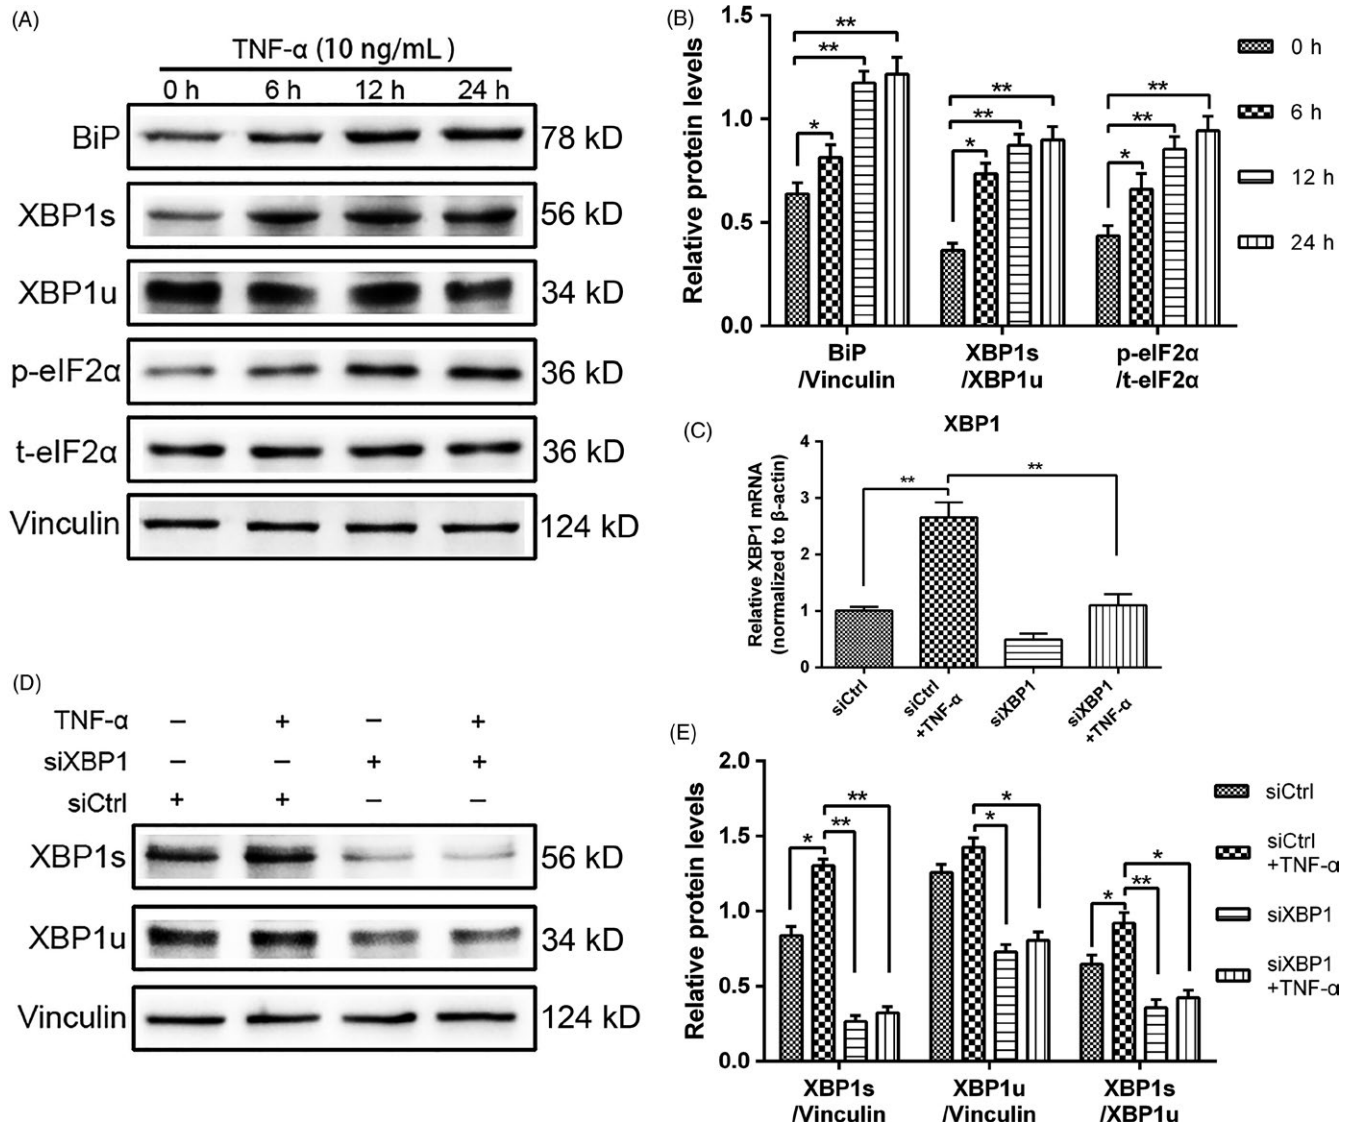 (A)
TNF-α (10 ng/mL )
0 h 6 h 12 h 24 h
BiP 78 kD
XBP1s 56 kD
XBP1u 34 kD
p-eIF2α 36 kD
t-eIF2α 36 kD
Vinculin 124 kD
(B)
Relative protein levels
1.5
1.0
0.5
0.0
** ** *
** ** *
** ** *
BiP /Vinculin
XBP1s /XBP1u
p-eIF2α /t-eIF2α
0 h
6 h
12 h
24 h
(C)
XBP1
Relative XBP1 mRNA
(normalized to β-actin)
4
3
2
1
0
** **
siCtrl
siCtrl +TNF-α
siXBP1
siXBP1 +TNF-α
(D)
TNF-α − + − +
siXBP1 − − + +
siCtrl + + − −
XBP1s 56 kD
XBP1u 34 kD
Vinculin 124 kD
(E)
Relative protein levels
2.0
1.5
1.0
0.5
0.0
* ** **
* *
* ** *
XBP1s /Vinculin
XBP1u /Vinculin
XBP1s /XBP1u
siCtrl
siCtrl +TNF-α
siXBP1
siXBP1 +TNF-α